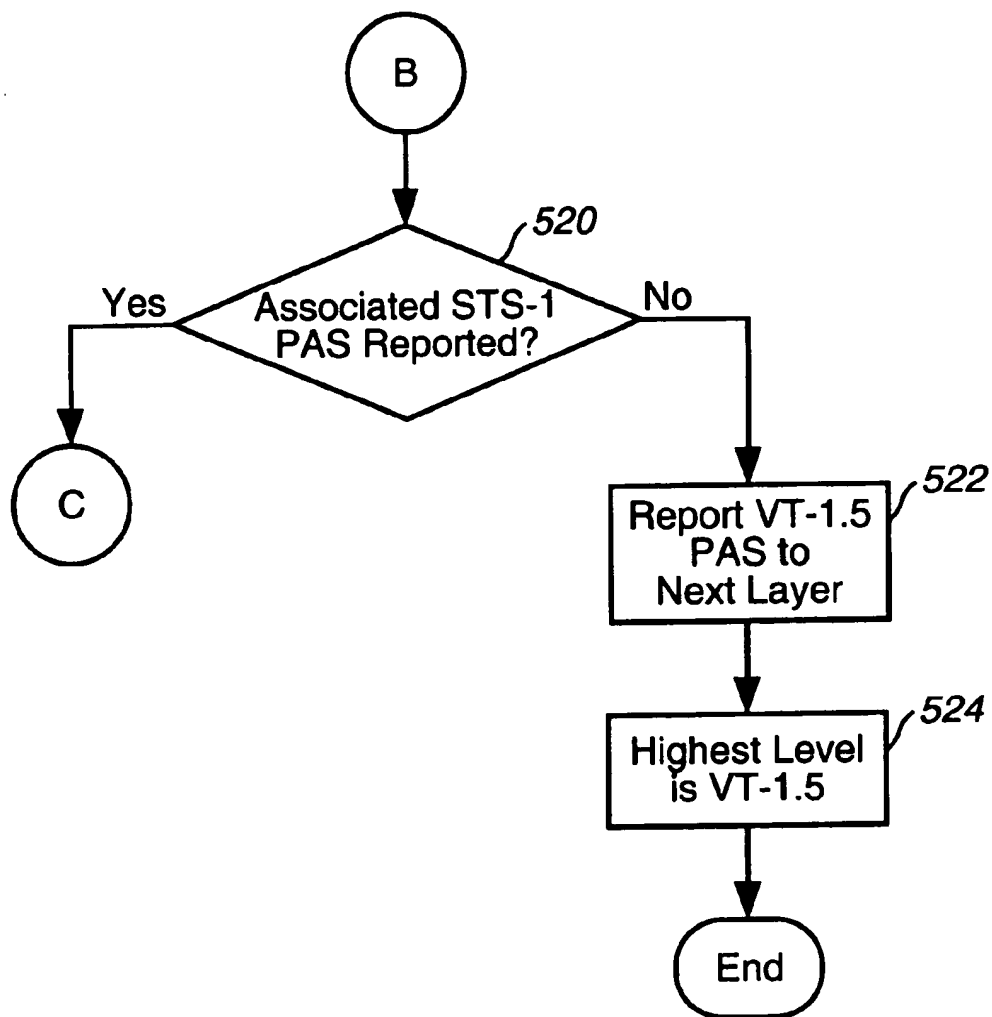 B
520
Yes
Associated STS-1
PAS Reported?
No
C
522
Report VT-1.5
PAS to
Next Layer
524
Highest Level
is VT-1.5
End